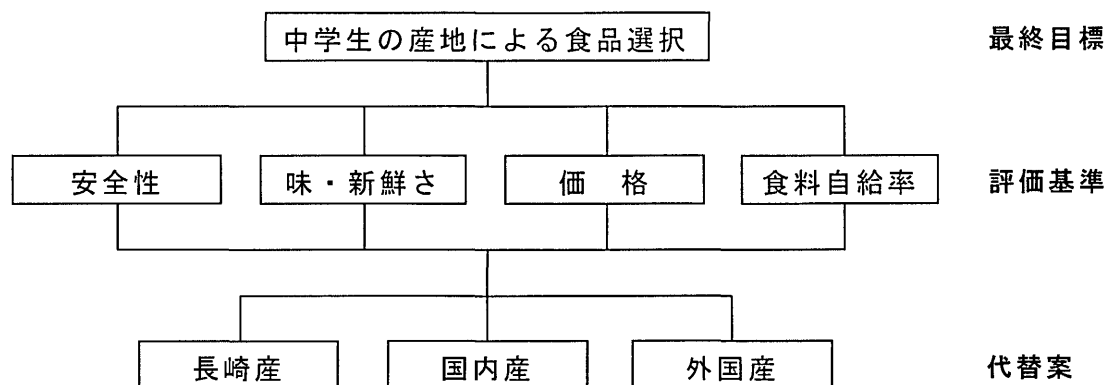 中学生の産地による食品選択 最終目標
安全性 味・新鮮さ 価 格 食料自給率 評価基準
長崎産 国内産 外国産 代替案